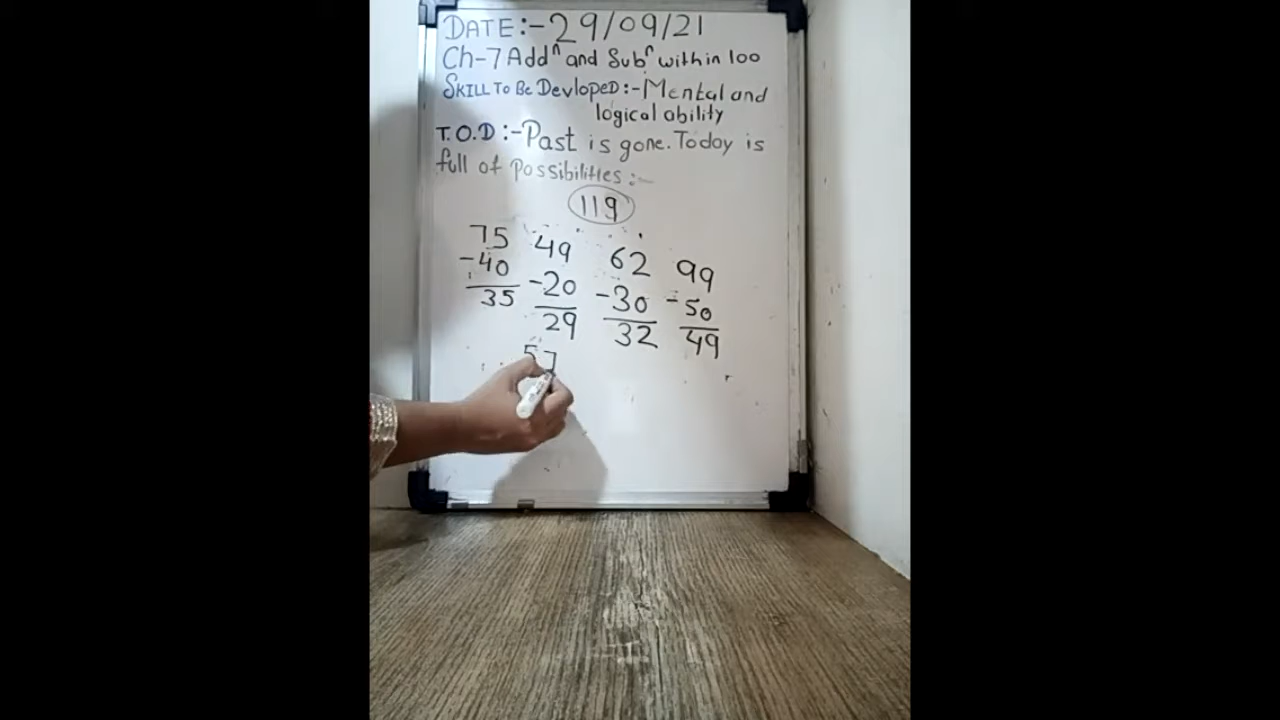 DATE:-29/09/21
Ch-7 Addⁿ and Subⁿ within 100
SKILL TO BE DevloPeD:-Mental and
logical ability
T.O.D:-Past is gone. Today is
full of possibilities:-
119
75 49 62 99
-40 -20 -30 -50
35 29 32 49
57